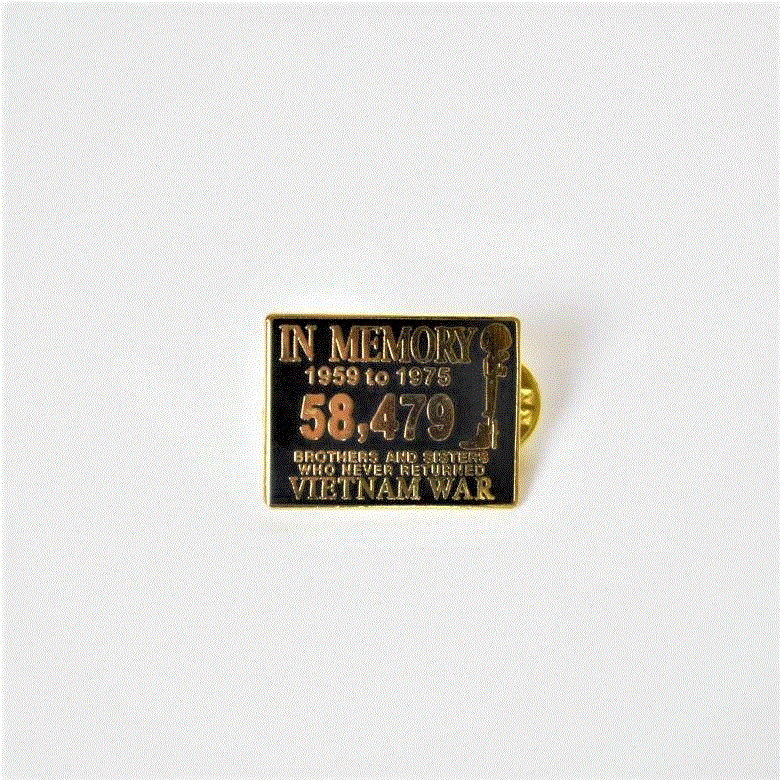 IN MEMORY
1959 to 1975
58,479
BROTHERS AND SISTERS
WHO NEVER RETURNED
VIETNAM WAR